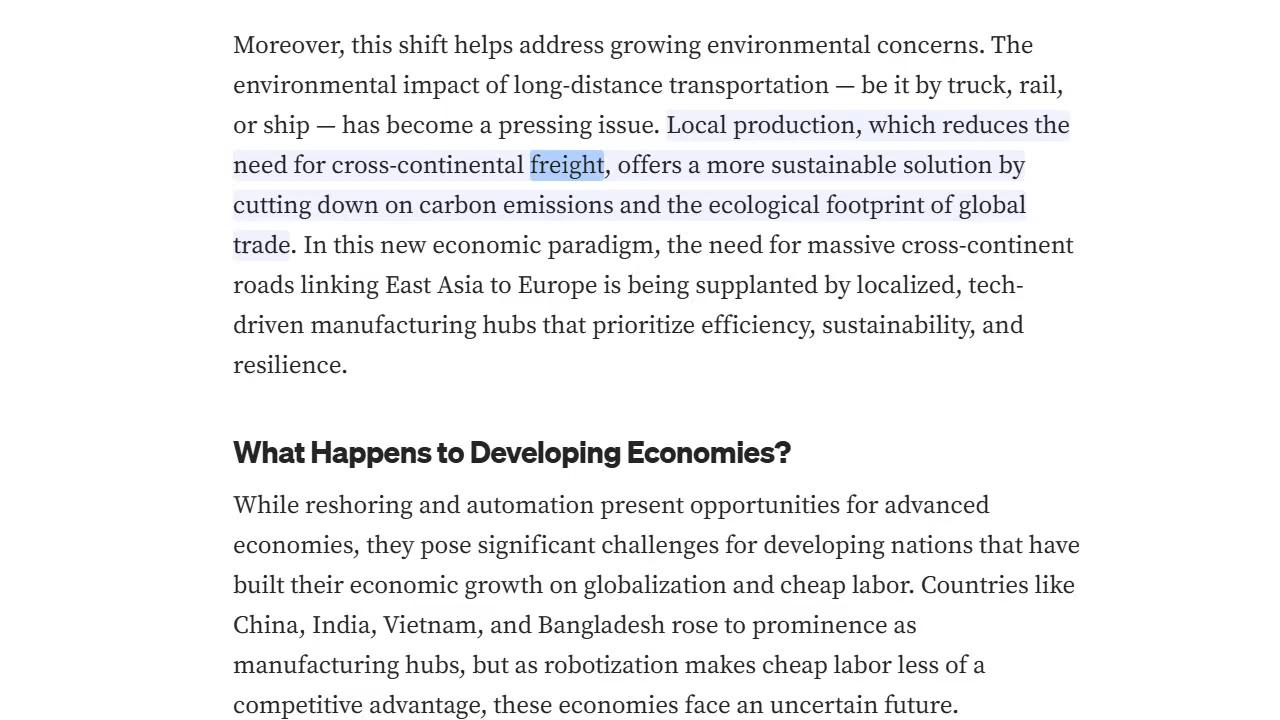 Moreover, this shift helps address growing environmental concerns. The
environmental impact of long-distance transportation — be it by truck, rail,
or ship — has become a pressing issue. Local production, which reduces the
need for cross-continental freight, offers a more sustainable solution by
cutting down on carbon emissions and the ecological footprint of global
trade. In this new economic paradigm, the need for massive cross-continent
roads linking East Asia to Europe is being supplanted by localized, tech-
driven manufacturing hubs that prioritize efficiency, sustainability, and
resilience.
What Happens to Developing Economies?
While reshoring and automation present opportunities for advanced
economies, they pose significant challenges for developing nations that have
built their economic growth on globalization and cheap labor. Countries like
China, India, Vietnam, and Bangladesh rose to prominence as
manufacturing hubs, but as robotization makes cheap labor less of a
competitive advantage, these economies face an uncertain future.